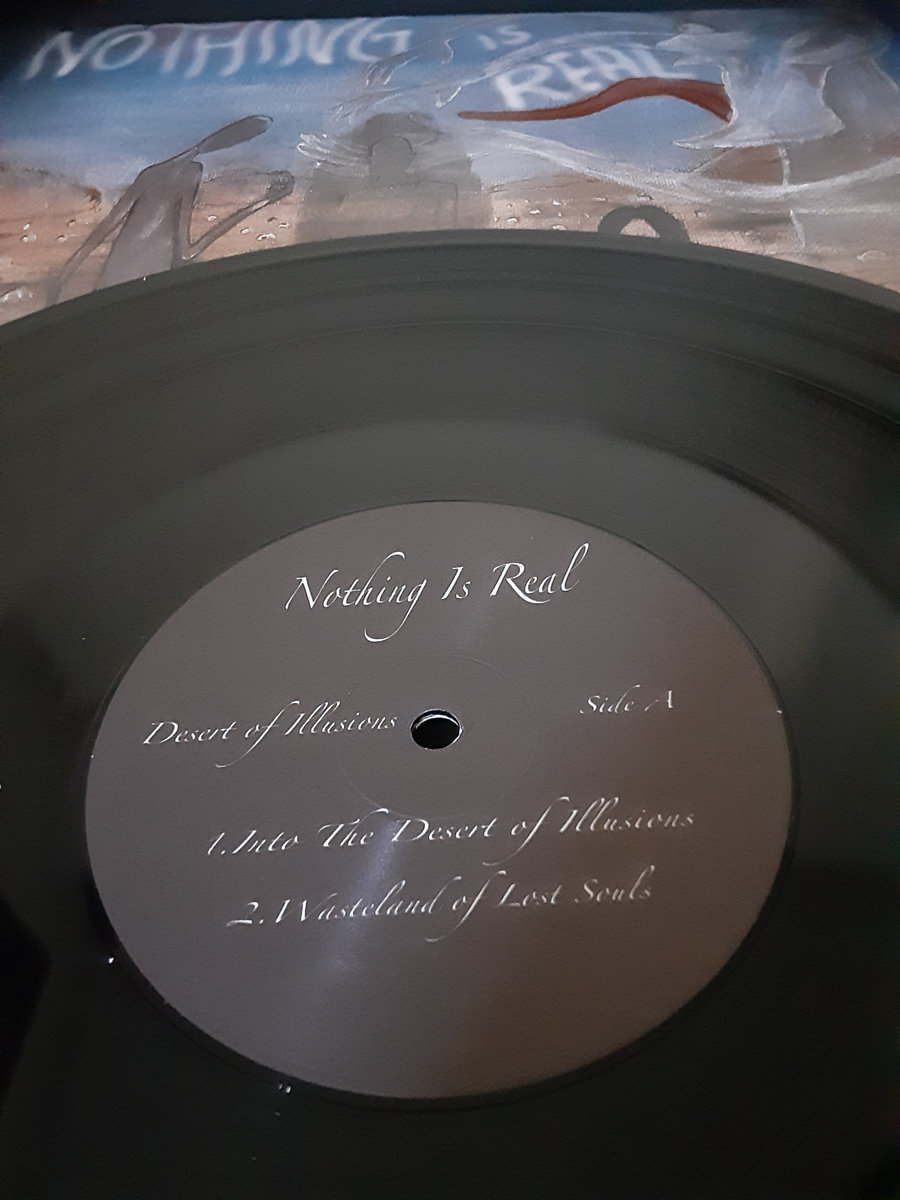 NOTHING IS
REAL
Nothing Is Real
Desert of Illusions
Side A
1.Into The Desert of Illusions
2.Wasteland of Lost Souls